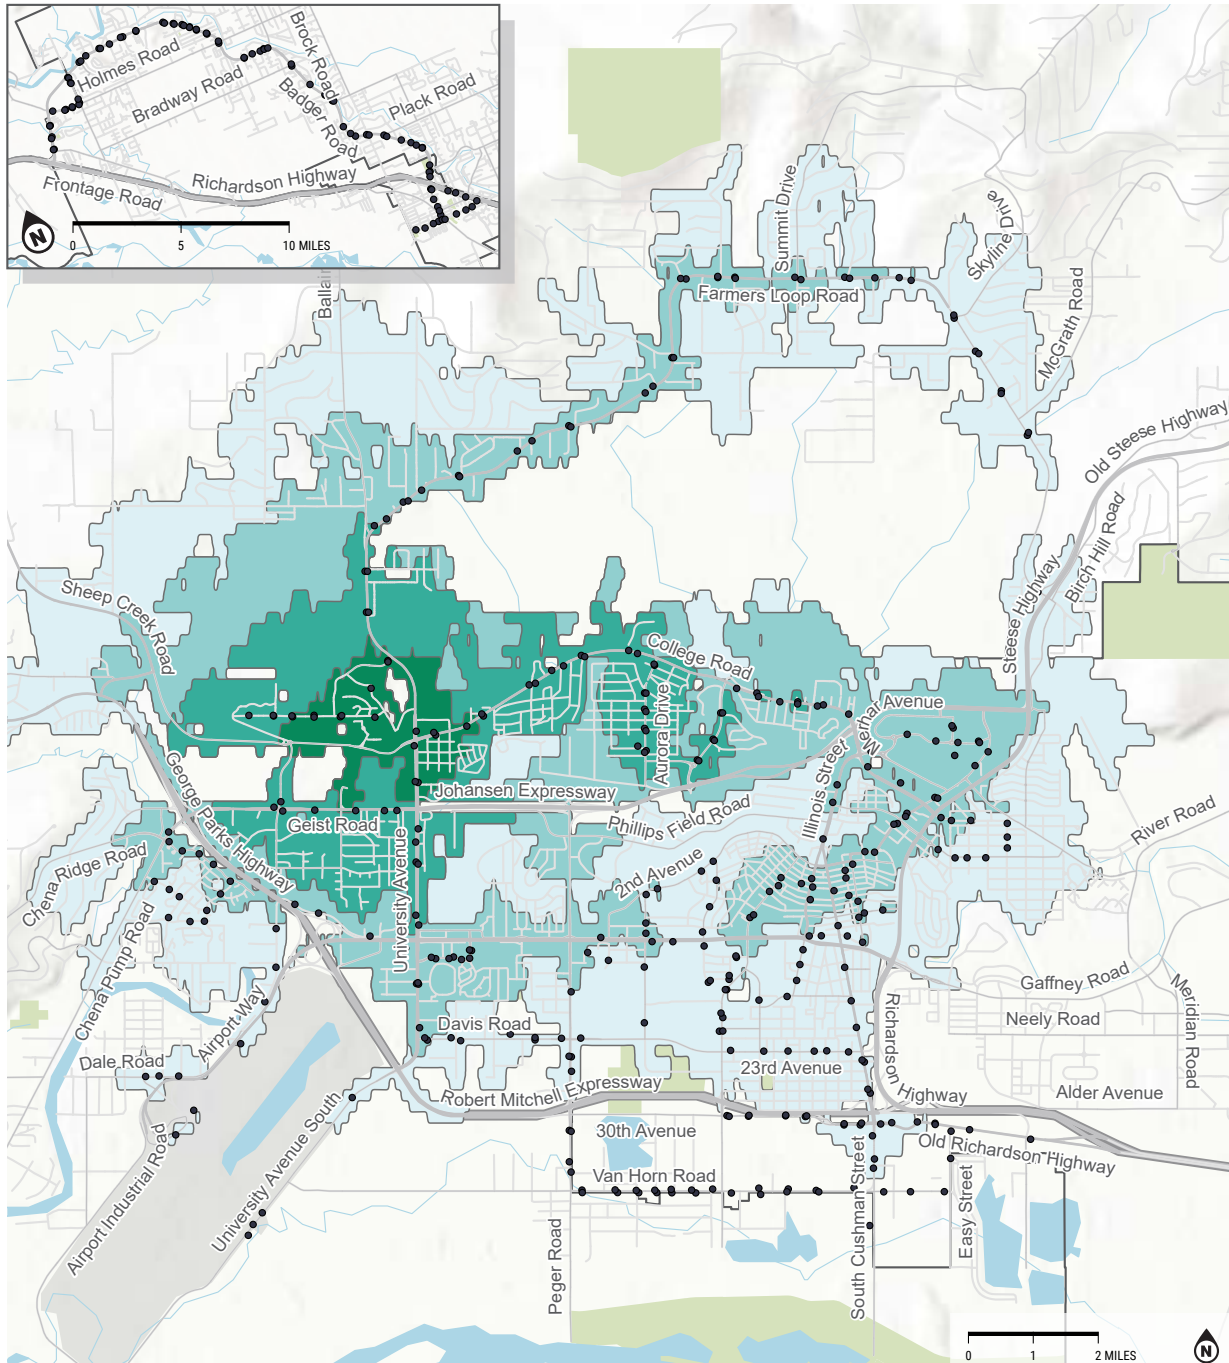 Brock Road
Holmes Road
Bradway Road
Plack Road
Badger Road
Richardson Highway
Frontage Road
N
0 5 10 MILES
Summit Drive
Skyline Drive
Farmers Loop Road
McGrath Road
Old Steese Highway
Birch Hill Road
Steese Highway
Sheep Creek Road
College Road
Aurora Drive
Merhar Avenue
George Parks Highway
Johansen Expressway
Illinois Street
Phillips Field Road
Geist Road
River Road
Chena Ridge Road
University Avenue
2nd Avenue
Chena Pump Road
Gaffney Road
Meridian Road
Airport Way
Davis Road
Neely Road
Dale Road
23rd Avenue
Richardson Highway
Robert Mitchell Expressway
Alder Avenue
30th Avenue
Old Richardson Highway
University Avenue South
Airport Industrial Road
Van Horn Road
South Cushman Street
Easy Street
Peger Road
0 1 2 MILES
N